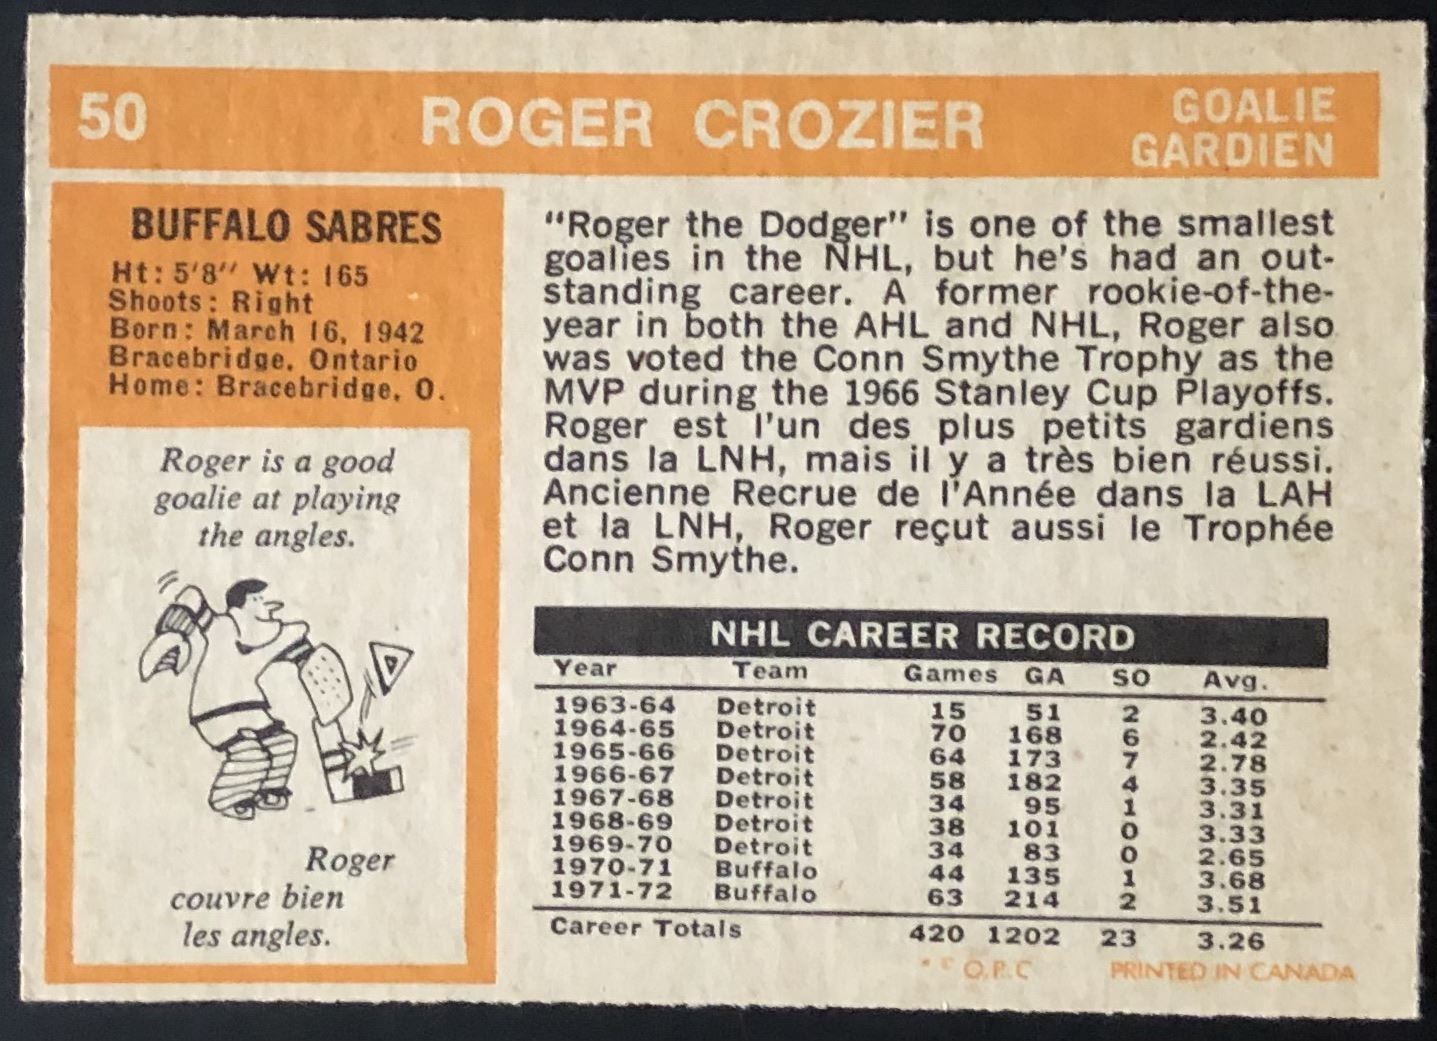 50
ROGER CROZIER
GOALIE
GARDIEN
BUFFALO SABRES
Ht: 5'8" Wt: 165
Shoots: Right
Born: March 16, 1942
Bracebridge, Ontario
Home: Bracebridge, O.
Roger is a good
goalie at playing
the angles.
Roger
couvre bien
les angles.
"Roger the Dodger" is one of the smallest
goalies in the NHL, but he's had an out-
standing career. A former rookie-of-the-
year in both the AHL and NHL, Roger also
was voted the Conn Smythe Trophy as the
MVP during the 1966 Stanley Cup Playoffs.
Roger est l'un des plus petits gardiens
dans la LNH, mais il y a très bien réussi.
Ancienne Recrue de l'Année dans la LAH
et la LNH, Roger reçut aussi le Trophée
Conn Smythe.
NHL CAREER RECORD
Year Team Games GA SO Avg.
1963-64 Detroit 15 51 2 3.40
1964-65 Detroit 70 168 6 2.42
1965-66 Detroit 64 173 7 2.78
1966-67 Detroit 58 182 4 3.35
1967-68 Detroit 34 95 1 3.31
1968-69 Detroit 38 101 0 3.33
1969-70 Detroit 34 83 0 2.65
1970-71 Buffalo 44 135 1 3.68
1971-72 Buffalo 63 214 2 3.51
Career Totals 420 1202 23 3.26
O.P.C PRINTED IN CANADA